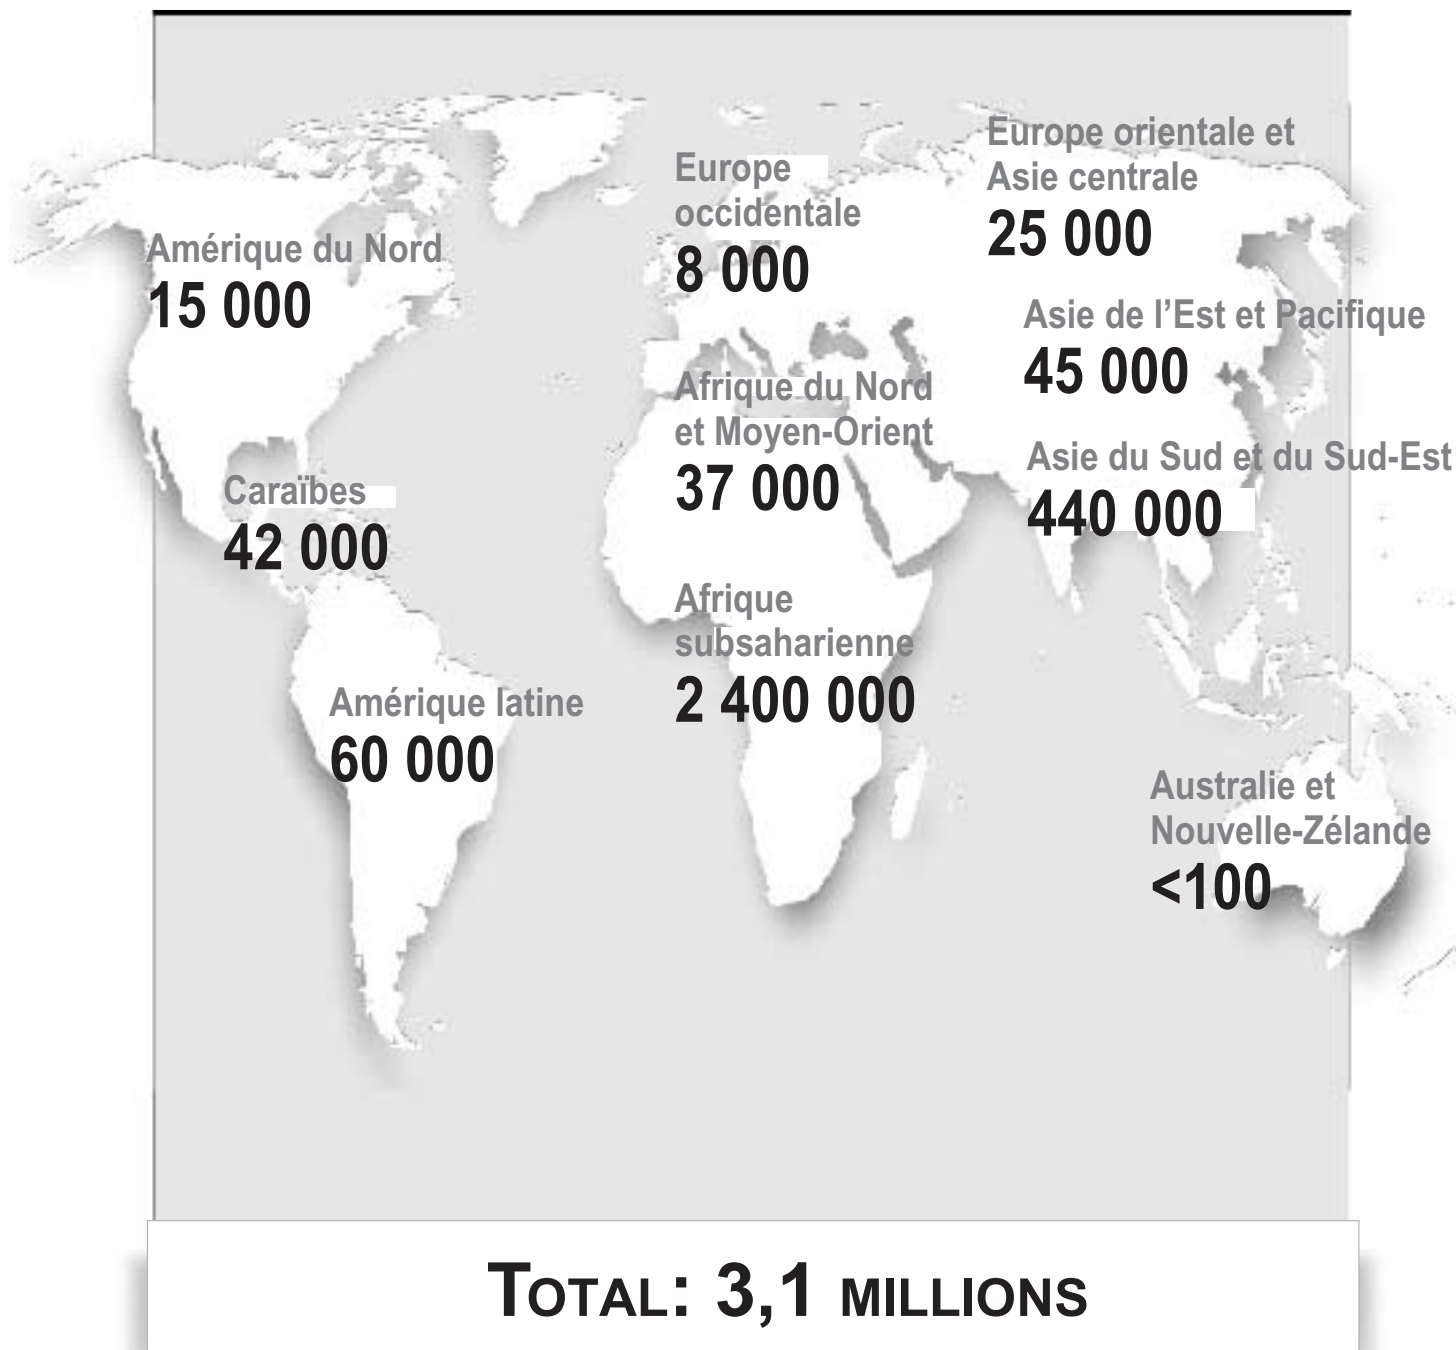 Amérique du Nord
15 000
Caraïbes
42 000
Amérique latine
60 000
Europe
occidentale
8 000
Afrique du Nord
et Moyen-Orient
37 000
Afrique
subsaharienne
2 400 000
Europe orientale et
Asie centrale
25 000
Asie de l’Est et Pacifique
45 000
Asie du Sud et du Sud-Est
440 000
Australie et
Nouvelle-Zélande
<100
TOTAL: 3,1 MILLIONS